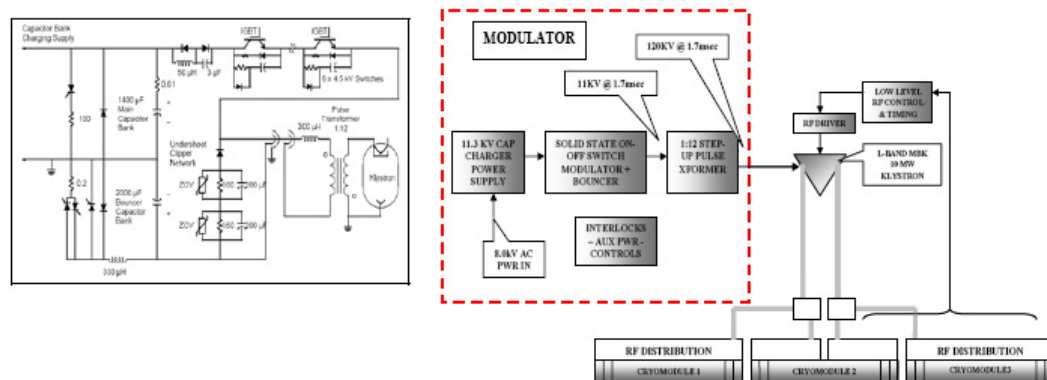 Capacitor Bank
Charging Supply
IGBT
IGBT
50 µH
3 µF
6 x 4.5 kV Switches
0.01
1400 µF
Main
Capacitor
Bank
100
Pulse
Transformer
1:12
300 µH
Undershoot
Clipper
Network
Klystron
0.2
2000 µF
Bouncer
Capacitor
Bank
ZOV
200 µF
ZOV
200 µF
330 µH
MODULATOR
120KV @ 1.7msec
11KV @ 1.7msec
LOW LEVEL
RF CONTROL
& TIMING
RF DRIVER
11.3 KV CAP
CHARGER
POWER
SUPPLY
SOLID STATE ON-
OFF SWITCH
MODULATOR +
BOUNCER
1:12 STEP-
UP PULSE
XFORMER
L-BAND MBK
10 MW
KLYSTRON
8.0kV AC
PWR IN
INTERLOCKS
– AUX PWR -
CONTROLS
RF DISTRIBUTION
RF DISTRIBUTION
CRYOMODULE 1
CRYOMODULE 2
CRYOMODULE3